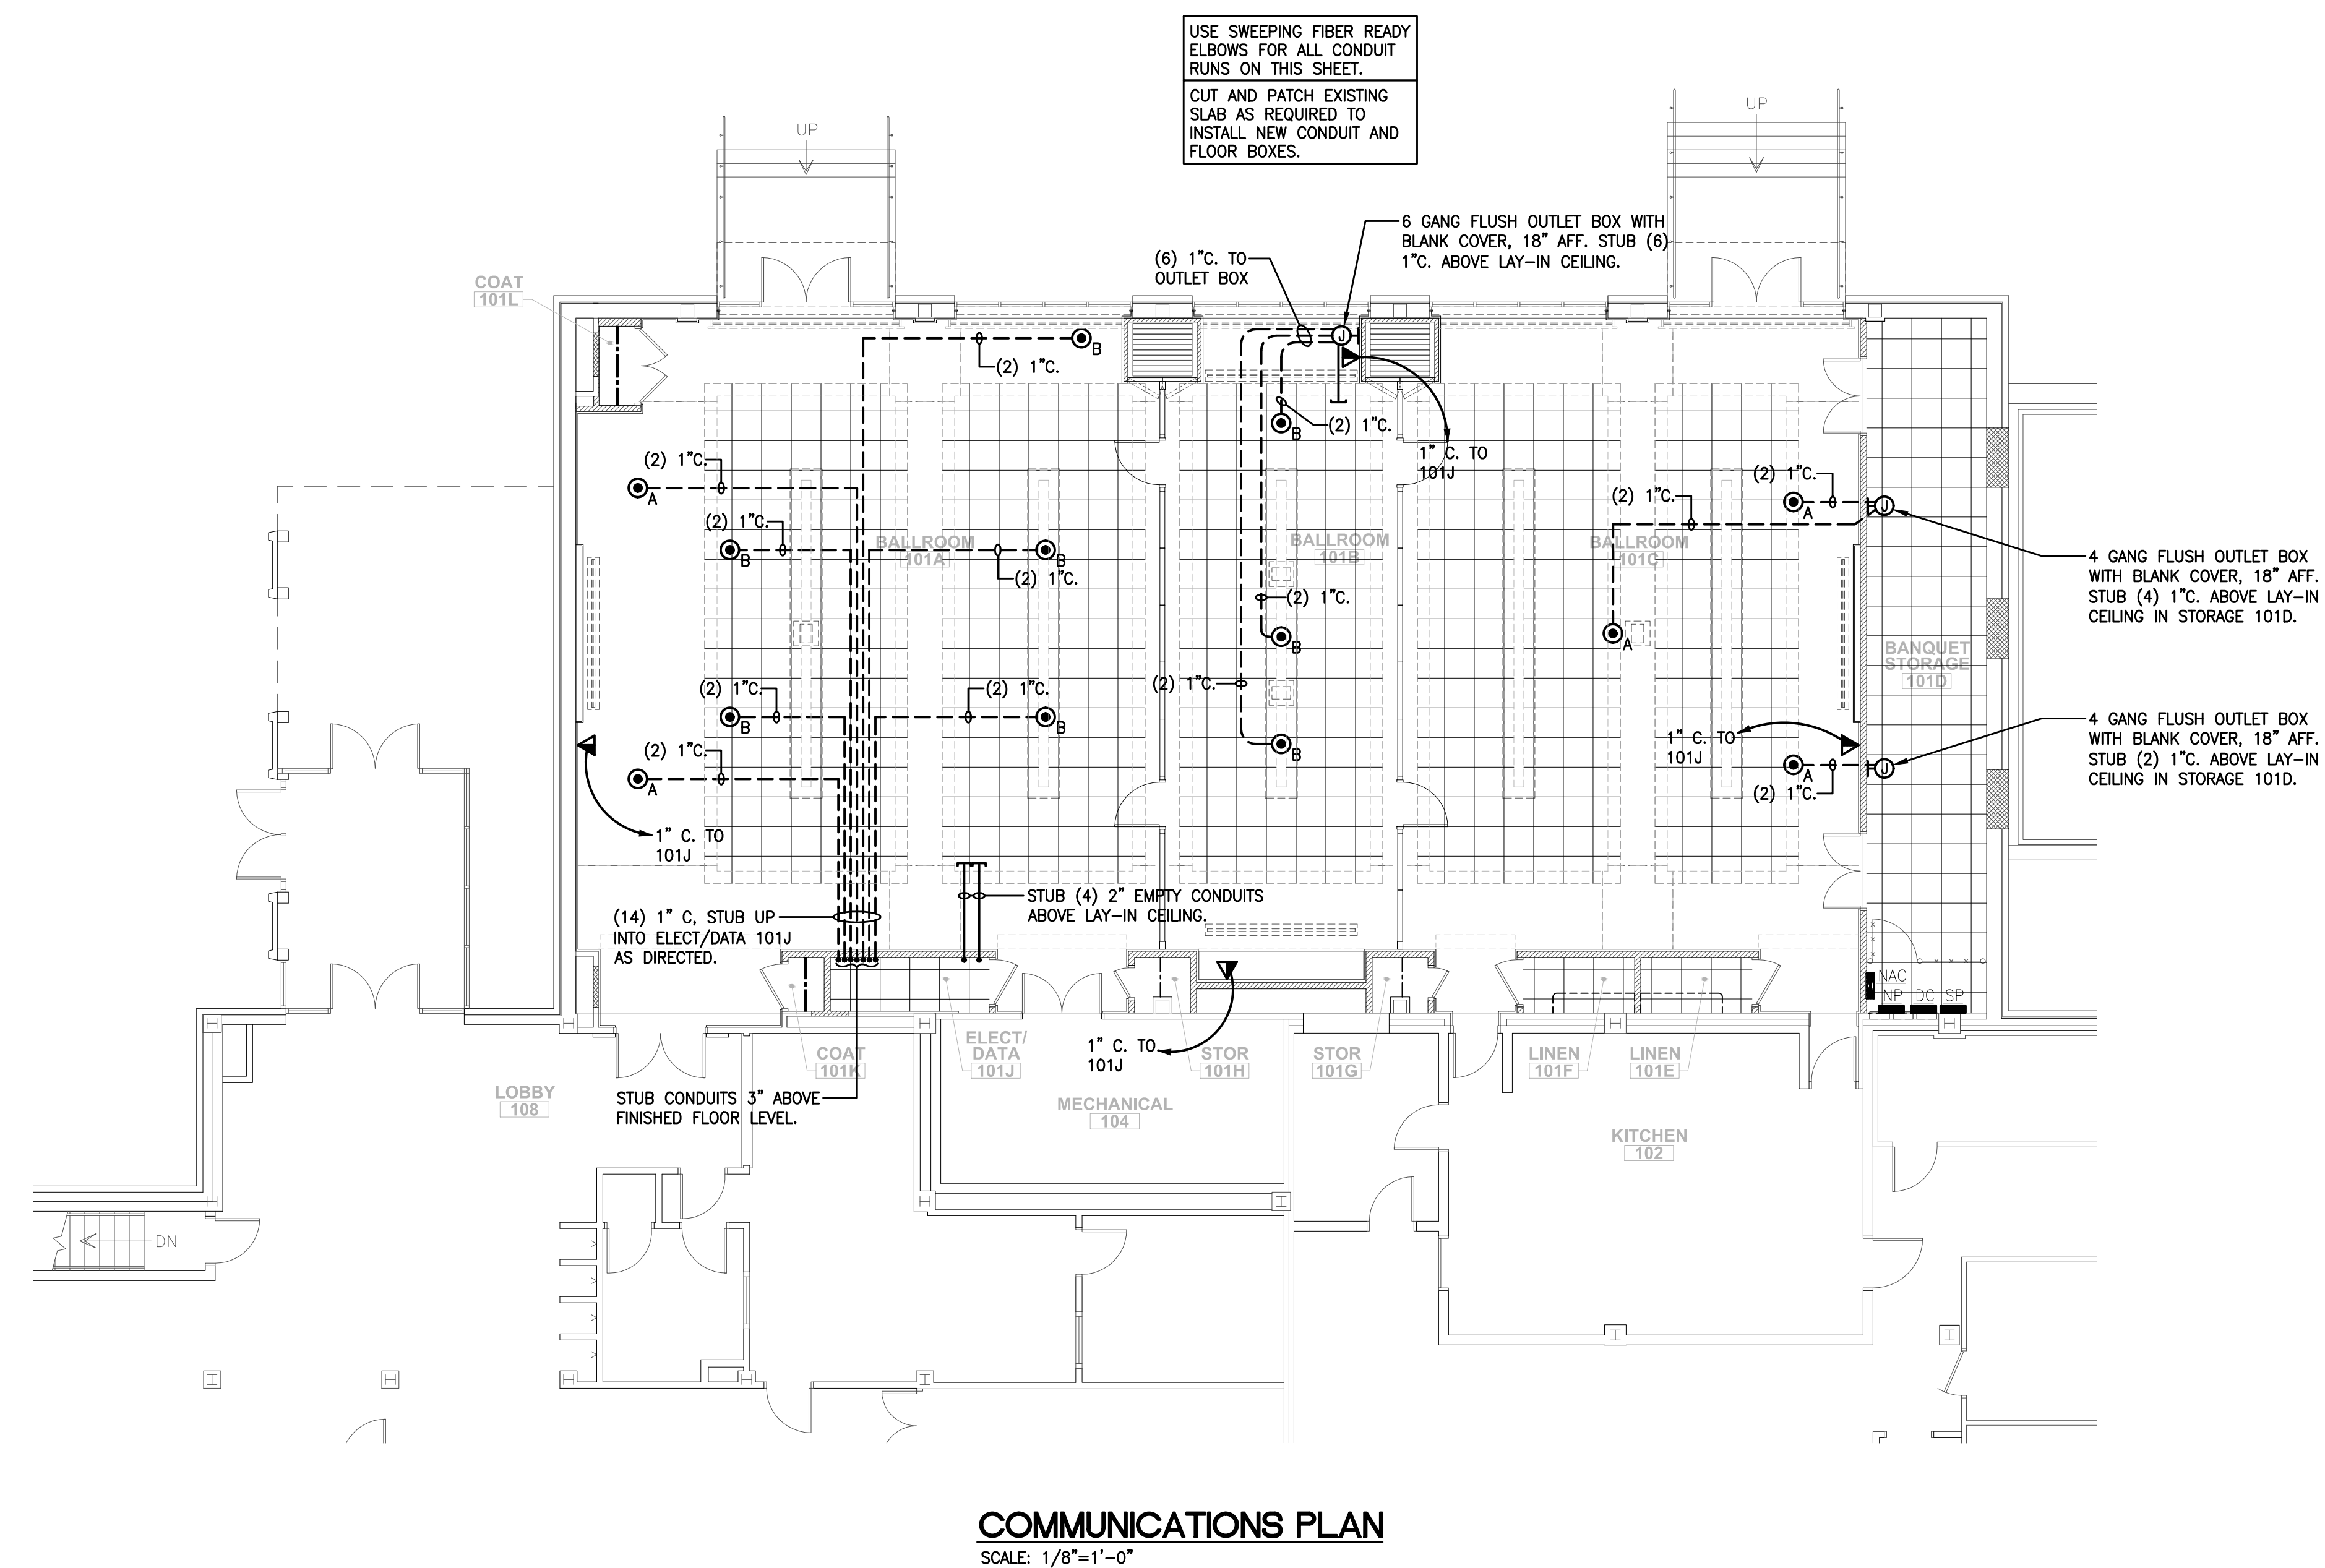 USE SWEEPING FIBER READY
ELBOWS FOR ALL CONDUIT
RUNS ON THIS SHEET.
CUT AND PATCH EXISTING
SLAB AS REQUIRED TO
INSTALL NEW CONDUIT AND
FLOOR BOXES.
UP
UP
6 GANG FLUSH OUTLET BOX WITH
BLANK COVER, 18" AFF. STUB (6)
1"C. ABOVE LAY-IN CEILING.
(6) 1"C. TO
OUTLET BOX
COAT
101L
J
B
(2) 1"C.
B
(2) 1"C.
1" C. TO
101J
(2) 1"C.
A
(2) 1"C.
B
BALLROOM
101A
B
(2) 1"C.
BALLROOM
101B
(2) 1"C.
BALLROOM
101C
(2) 1"C.
A
J
(2) 1"C.
4 GANG FLUSH OUTLET BOX
WITH BLANK COVER, 18" AFF.
STUB (4) 1"C. ABOVE LAY-IN
CEILING IN STORAGE 101D.
B
A
BANQUET
STORAGE
101D
(2) 1"C.
B
(2) 1"C.
B
(2) 1"C.
B
(2) 1"C.
A
1" C. TO
101J
4 GANG FLUSH OUTLET BOX
WITH BLANK COVER, 18" AFF.
STUB (2) 1"C. ABOVE LAY-IN
CEILING IN STORAGE 101D.
1" C. TO
101J
A
J
(2) 1"C.
STUB (4) 2" EMPTY CONDUITS
ABOVE LAY-IN CEILING.
(14) 1" C, STUB UP
INTO ELECT/DATA 101J
AS DIRECTED.
NAC
NP DC SP
COAT
101K
ELECT/
DATA
101J
1" C. TO
101J
STOR
101H
STOR
101G
LINEN
101F
LINEN
101E
LOBBY
108
STUB CONDUITS 3" ABOVE
FINISHED FLOOR LEVEL.
MECHANICAL
104
KITCHEN
102
DN
COMMUNICATIONS PLAN
SCALE: 1/8"=1'-0"